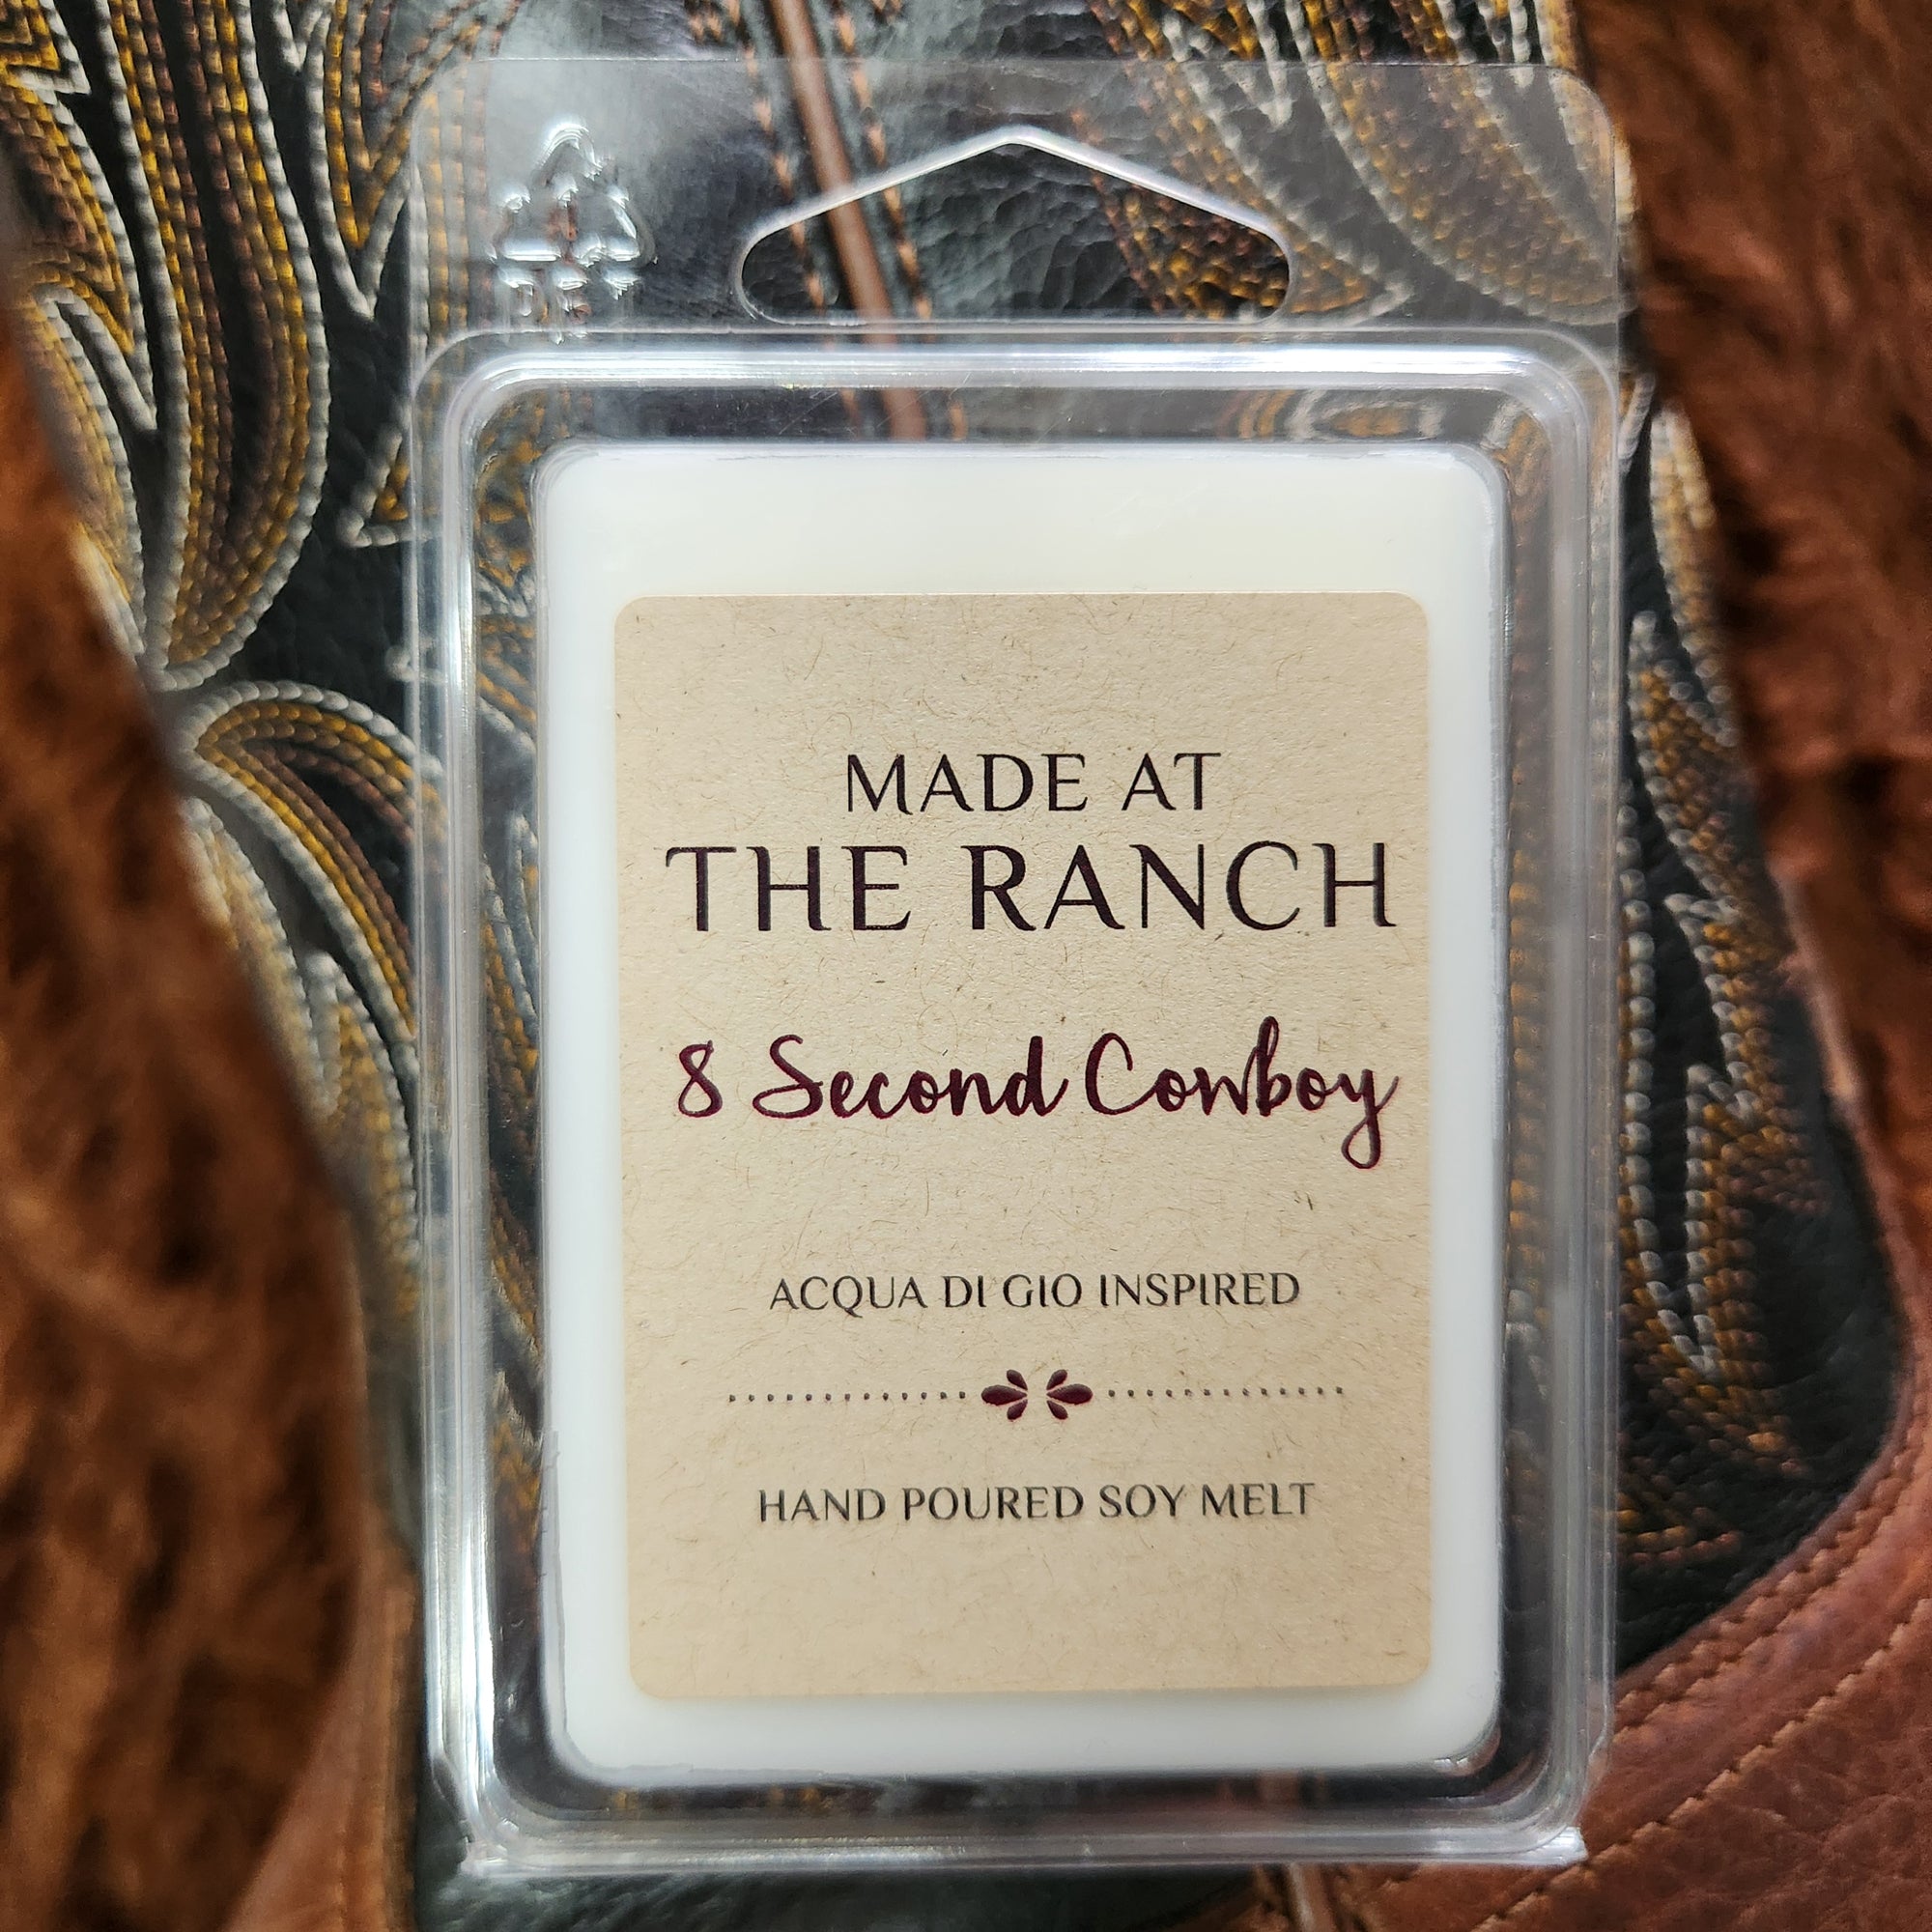 MADE AT
THE RANCH
8 Second Cowboy
ACQUA DI GIO INSPIRED
HAND POURED SOY MELT